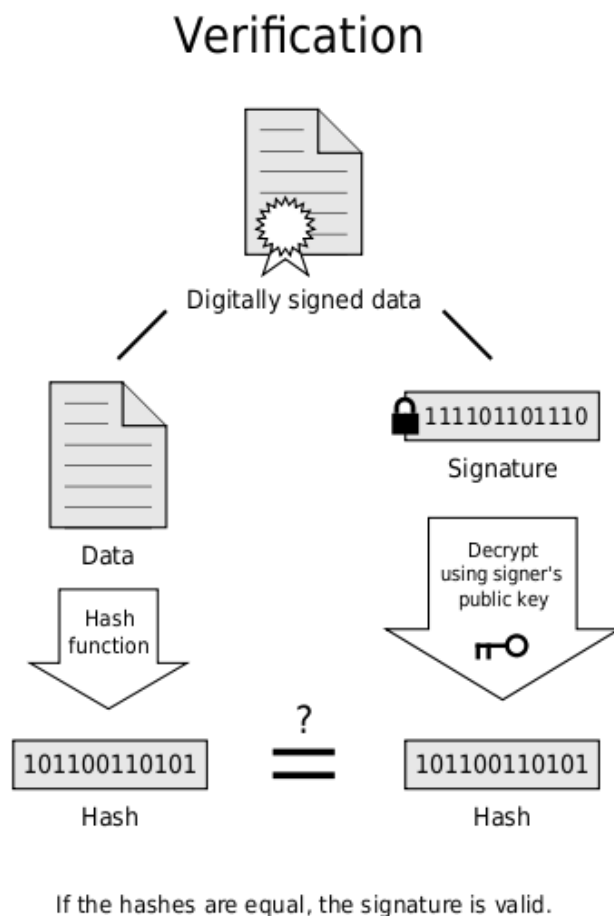 Verification
Digitally signed data
111101101110
Signature
Data
Decrypt
using signer's
public key
Hash
function
?
101100110101
=
101100110101
Hash
Hash
If the hashes are equal, the signature is valid.